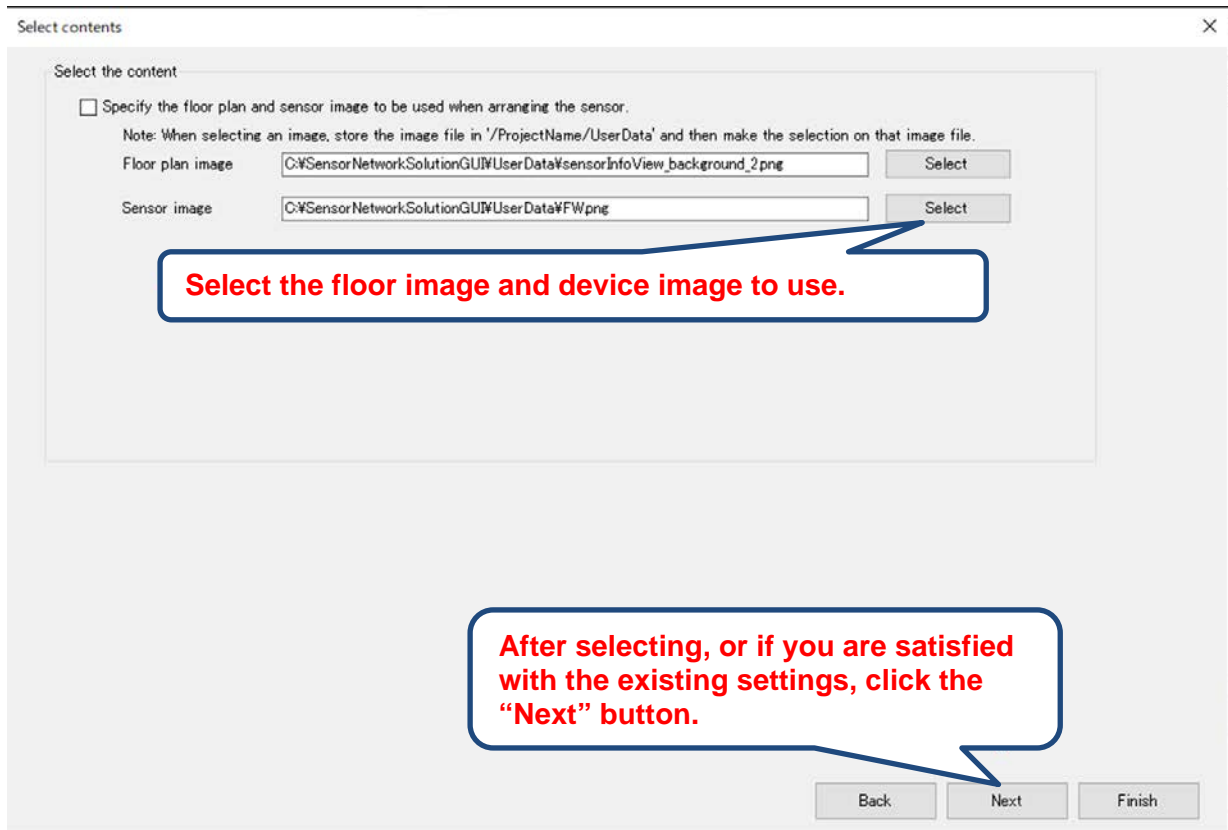 Select contents
Select the content
Specify the floor plan and sensor image to be used when arranging the sensor.
Note: When selecting an image, store the image file in '/ProjectName/UserData' and then make the selection on that image file.
Floor plan image C:¥SensorNetworkSolutionGUI¥UserData¥sensorInfoView_background_2.png Select
Sensor image C:¥SensorNetworkSolutionGUI¥UserData¥FW.png Select
Select the floor image and device image to use.
After selecting, or if you are satisfied
with the existing settings, click the
“Next” button.
Back Next Finish